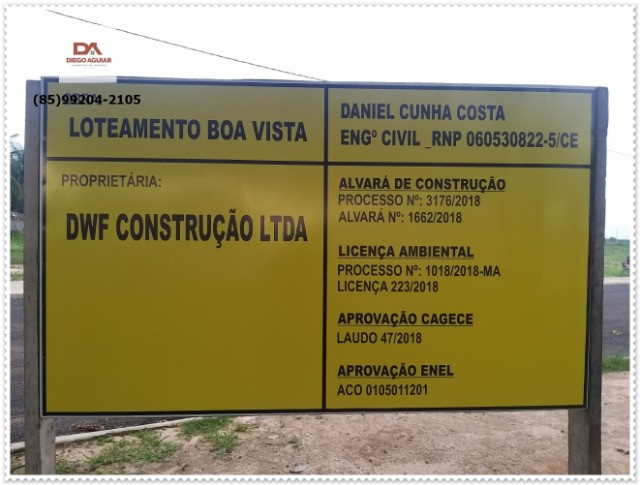 DA
DIEGO AGUIAR
(85)99204-2105
LOTEAMENTO BOA VISTA
DANIEL CUNHA COSTA
ENGº CIVIL _RNP 060530822-5/CE
PROPRIETÁRIA:
DWF CONSTRUÇÃO LTDA
ALVARÁ DE CONSTRUÇÃO
PROCESSO Nº: 3176/2018
ALVARÁ Nº: 1662/2018
LICENÇA AMBIENTAL
PROCESSO Nº: 1018/2018-MA
LICENÇA 223/2018
APROVAÇÃO CAGECE
LAUDO 47/2018
APROVAÇÃO ENEL
ACO 0105011201